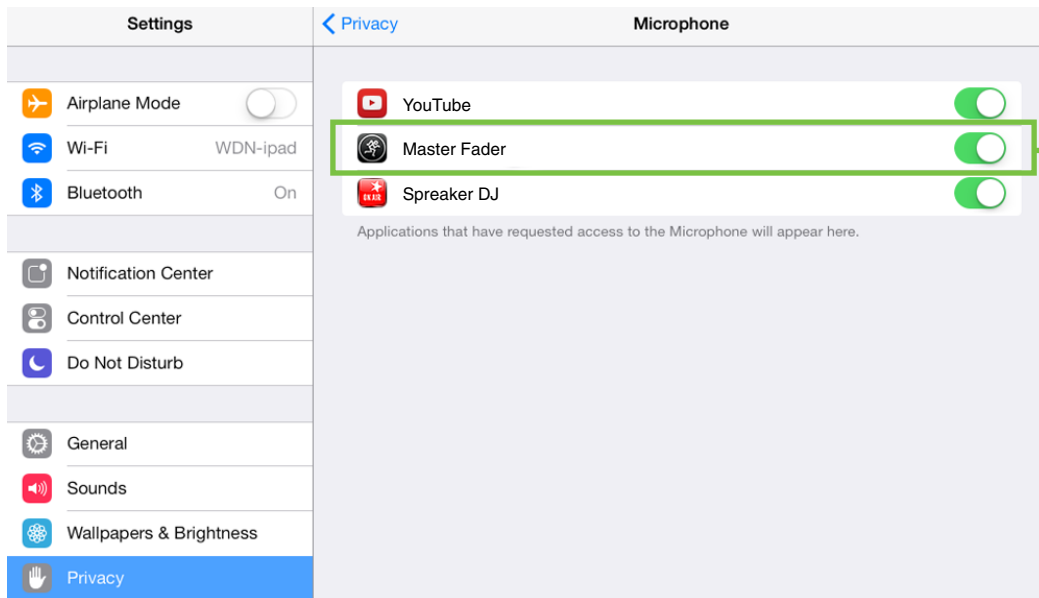 Settings
Privacy
Microphone
Airplane Mode
Wi-Fi WDN-ipad
Bluetooth On
Notification Center
Control Center
Do Not Disturb
General
Sounds
Wallpapers & Brightness
Privacy
YouTube
Master Fader
ON AIR
Spreaker DJ
Applications that have requested access to the Microphone will appear here.